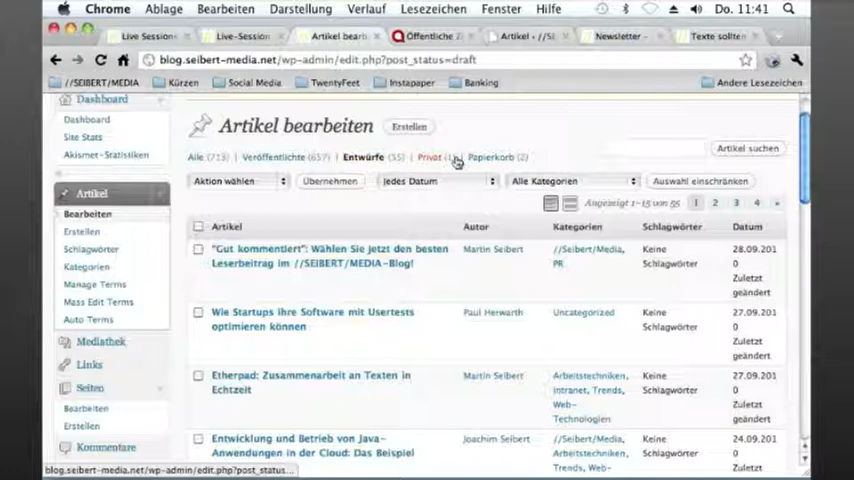 Chrome Ablage Bearbeiten Darstellung Verlauf Lesezeichen Fenster Hilfe Do. 11:41
Live Sessions Live-Session Artikel bearb Öffentliche Artikel ‹ //S Newsletter - Texte sollten
blog.seibert-media.net/wp-admin/edit.php?post_status=draft
//SEIBERT/MEDIA Kürzen Social Media TwentyFeet Instapaper Banking Andere Lesezeichen
Dashboard
Dashboard
Site Stats
Akismet-Statistiken
Artikel
Bearbeiten
Erstellen
Schlagwörter
Kategorien
Manage Terms
Mass Edit Terms
Auto Terms
Mediathek
Links
Seiten
Bearbeiten
Erstellen
Kommentare
Artikel bearbeiten Erstellen
Alle (713) | Veröffentlichte (657) | Entwürfe (55) | Privat (1) | Papierkorb (2)
Artikel suchen
Aktion wählen Übernehmen Jedes Datum Alle Kategorien Auswahl einschränken
Angezeigt 1–15 von 55 1 2 3 4 »
Artikel Autor Kategorien Schlagwörter Datum
"Gut kommentiert": Wählen Sie jetzt den besten
Leserbeitrag im //SEIBERT/MEDIA-Blog!
Martin Seibert
//Seibert/Media,
PR
Keine
Schlagwörter
28.09.201
0
Zuletzt
geändert
Wie Startups ihre Software mit Usertests
optimieren können
Paul Herwarth
Uncategorized
Keine
Schlagwörter
27.09.201
0
Zuletzt
geändert
Etherpad: Zusammenarbeit an Texten in
Echtzeit
Martin Seibert
Arbeitstechniken,
Intranet, Trends,
Web-
Technologien
Keine
Schlagwörter
27.09.201
0
Zuletzt
geändert
Entwicklung und Betrieb von Java-
Anwendungen in der Cloud: Das Beispiel
Joachim Seibert
//Seibert/Media,
Arbeitstechniken,
Trends, Web-
Keine
Schlagwörter
24.09.201
0
Zuletzt
blog.seibert-media.net/wp-admin/edit.php?post_status...